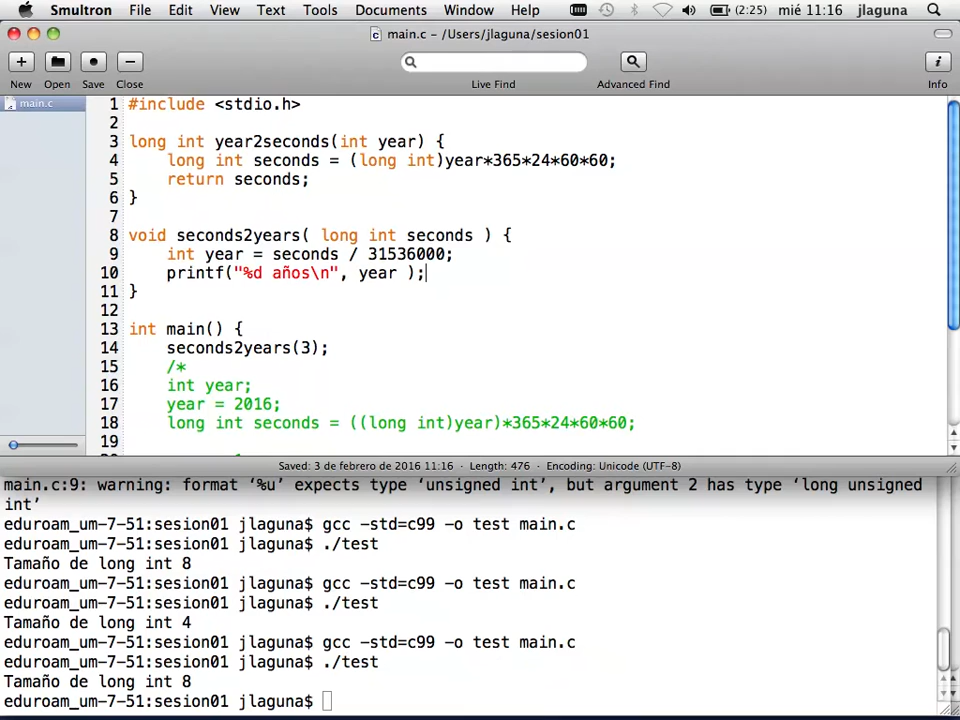 Smultron File Edit View Text Tools Documents Window Help (2:25) mié 11:16 jlaguna
main.c - /Users/jlaguna/sesion01
New Open Save Close Live Find Advanced Find Info
main.c
1 #include <stdio.h>
2
3 long int year2seconds(int year) {
4 long int seconds = (long int)year*365*24*60*60;
5 return seconds;
6 }
7
8 void seconds2years( long int seconds ) {
9 int year = seconds / 31536000;
10 printf("%d años\n", year );
11 }
12
13 int main() {
14 seconds2years(3);
15 /*
16 int year;
17 year = 2016;
18 long int seconds = ((long int)year)*365*24*60*60;
19
Saved: 3 de febrero de 2016 11:16 · Length: 476 · Encoding: Unicode (UTF-8)
main.c:9: warning: format ‘%u’ expects type ‘unsigned int’, but argument 2 has type ‘long unsigned
int’
eduroam_um-7-51:sesion01 jlaguna$ gcc -std=c99 -o test main.c
eduroam_um-7-51:sesion01 jlaguna$ ./test
Tamaño de long int 8
eduroam_um-7-51:sesion01 jlaguna$ gcc -std=c99 -o test main.c
eduroam_um-7-51:sesion01 jlaguna$ ./test
Tamaño de long int 4
eduroam_um-7-51:sesion01 jlaguna$ gcc -std=c99 -o test main.c
eduroam_um-7-51:sesion01 jlaguna$ ./test
Tamaño de long int 8
eduroam_um-7-51:sesion01 jlaguna$